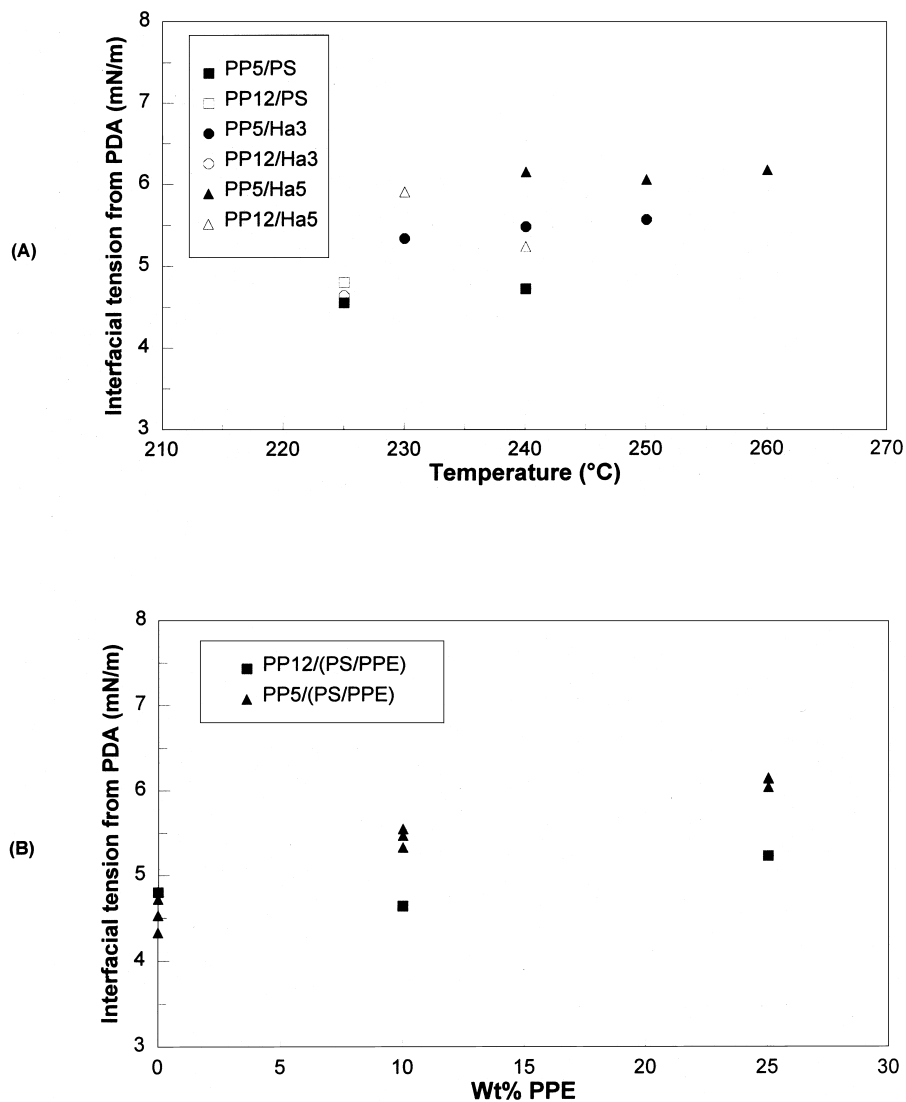 (A)
Interfacial tension from PDA (mN/m)
8
7
6
5
4
3
PP5/PS
PP12/PS
PP5/Ha3
PP12/Ha3
PP5/Ha5
PP12/Ha5
210 220 230 240 250 260 270
Temperature (°C)
(B)
Interfacial tension from PDA (mN/m)
8
7
6
5
4
3
PP12/(PS/PPE)
PP5/(PS/PPE)
0 5 10 15 20 25 30
Wt% PPE